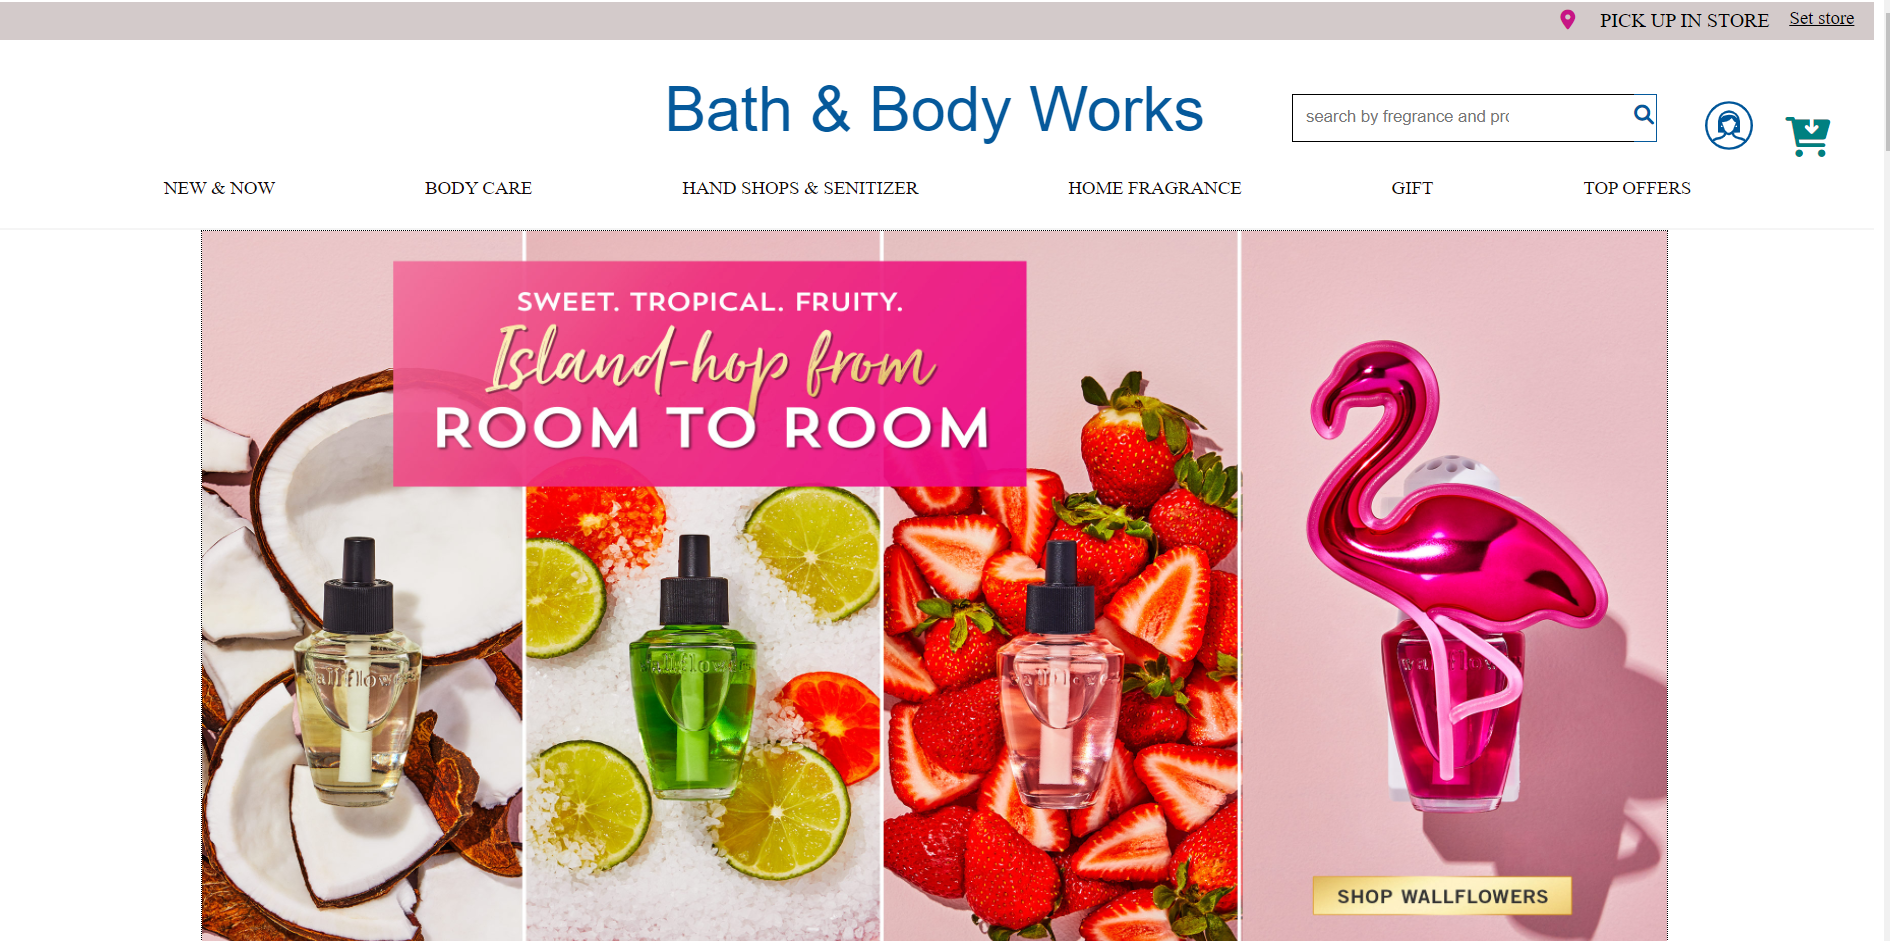 PICK UP IN STORE Set store
Bath & Body Works
search by fregrance and pro
NEW & NOW BODY CARE HAND SHOPS & SENITIZER HOME FRAGRANCE GIFT TOP OFFERS
SWEET. TROPICAL. FRUITY.
Island-hop from
ROOM TO ROOM
wallflowers
wallflowers
wallflowers
wallflowers
SHOP WALLFLOWERS